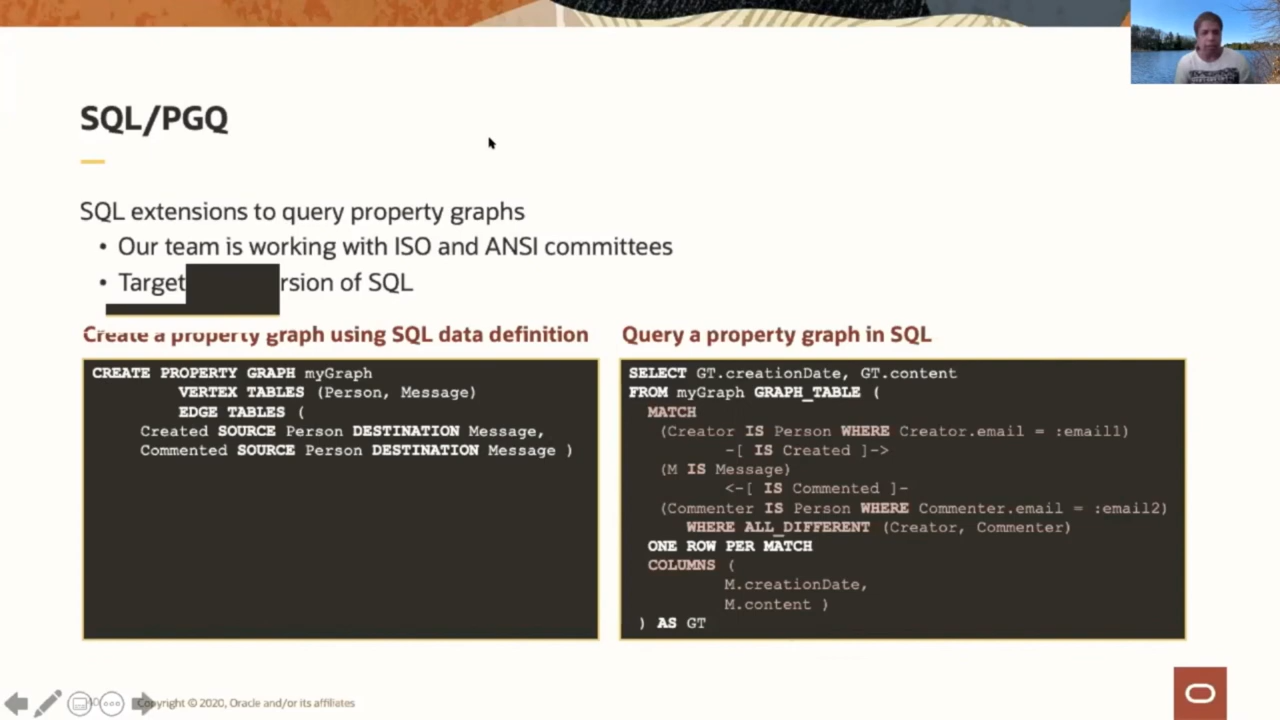 SQL/PGQ
SQL extensions to query property graphs
• Our team is working with ISO and ANSI committees
• Target rsion of SQL
Create a property graph using SQL data definition
CREATE PROPERTY GRAPH myGraph
VERTEX TABLES (Person, Message)
EDGE TABLES (
Created SOURCE Person DESTINATION Message,
Commented SOURCE Person DESTINATION Message )
Query a property graph in SQL
SELECT GT.creationDate, GT.content
FROM myGraph GRAPH_TABLE (
MATCH
(Creator IS Person WHERE Creator.email = :email1)
-[ IS Created ]->
(M IS Message)
<-[ IS Commented ]-
(Commenter IS Person WHERE Commenter.email = :email2)
WHERE ALL_DIFFERENT (Creator, Commenter)
ONE ROW PER MATCH
COLUMNS (
M.creationDate,
M.content )
) AS GT
Copyright © 2020, Oracle and/or its affiliates